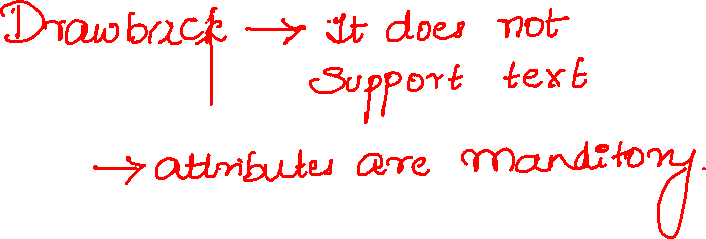 Drawback → It does not
support text
→ attributes are manditory.